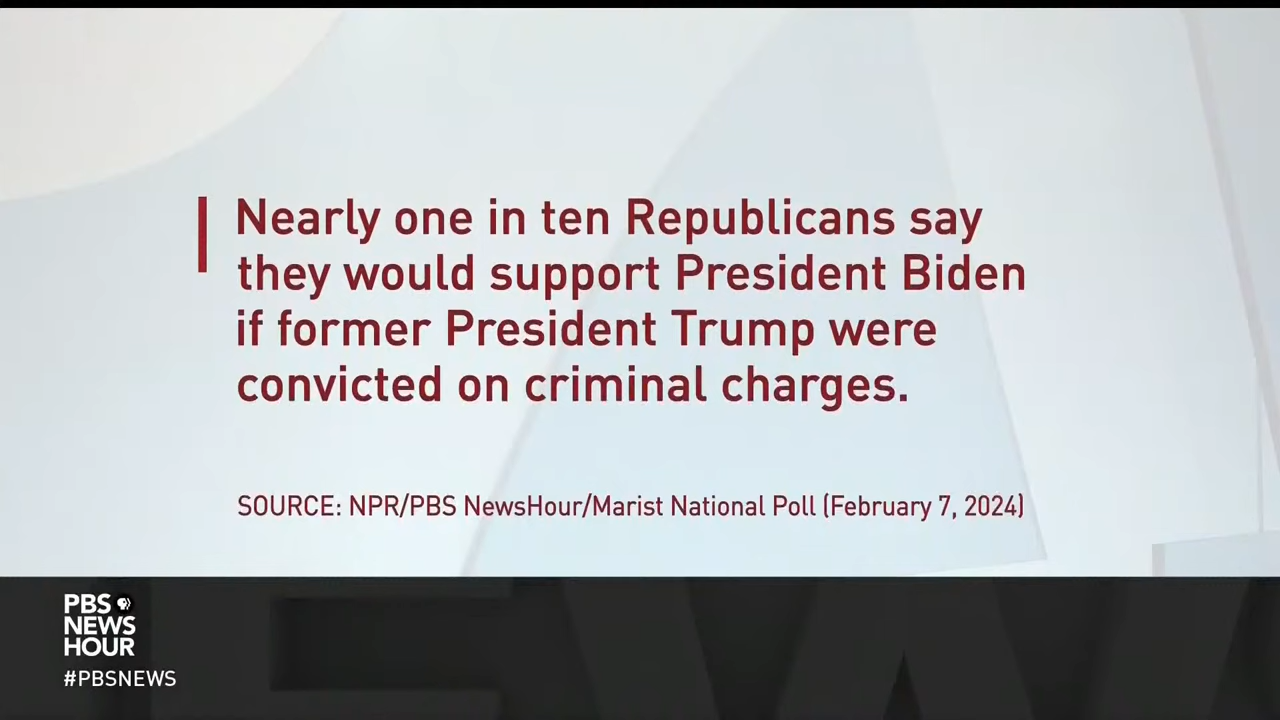 Nearly one in ten Republicans say
they would support President Biden
if former President Trump were
convicted on criminal charges.
SOURCE: NPR/PBS NewsHour/Marist National Poll (February 7, 2024)
PBS
NEWS
HOUR
#PBSNEWS